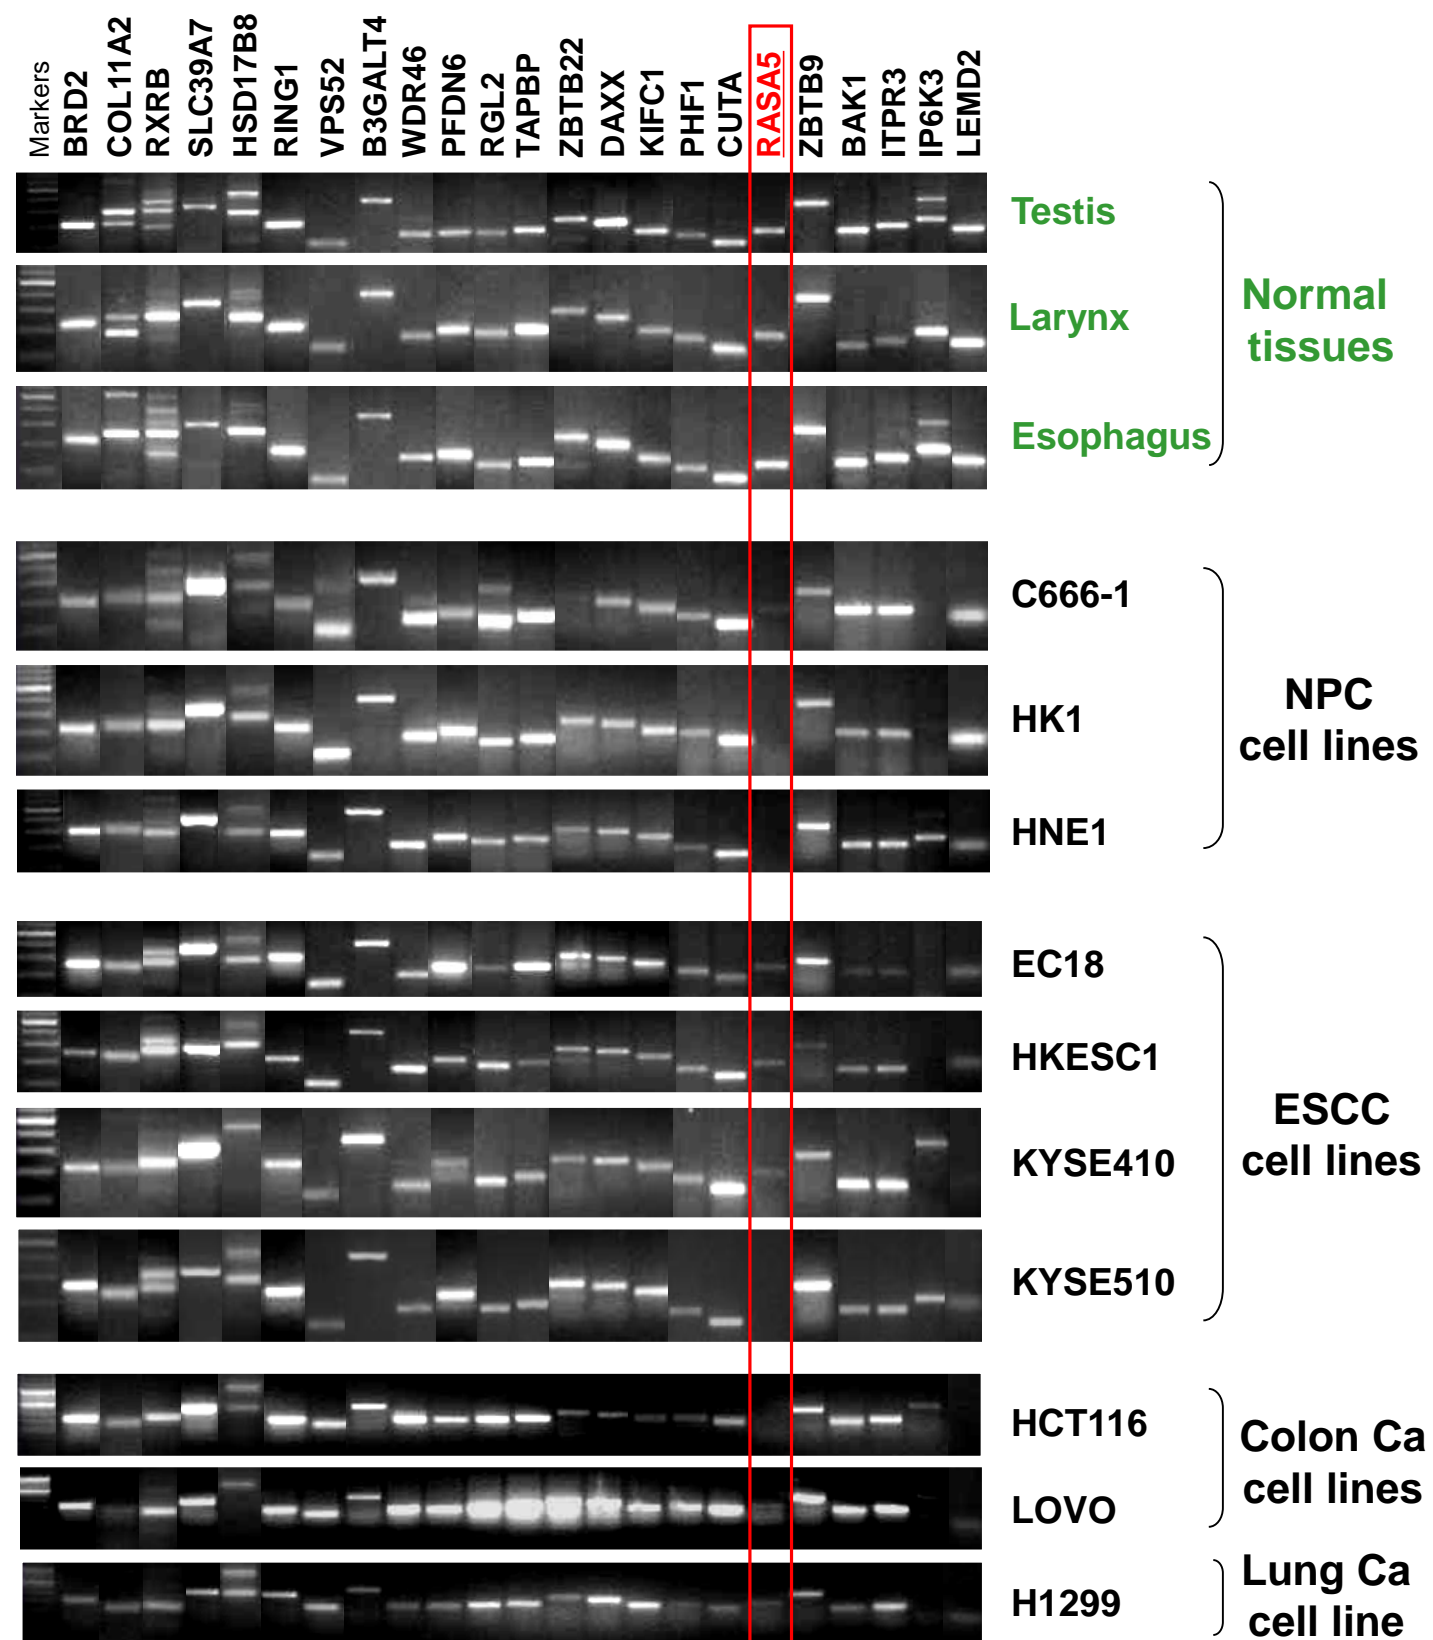 Markers
BRD2
COL11A2
RXRB
SLC39A7
HSD17B8
RING1
VPS52
B3GALT4
WDR46
PFDN6
RGL2
TAPBP
ZBTB22
DAXX
KIFC1
PHF1
CUTA
RASA5
ZBTB9
BAK1
ITPR3
IP6K3
LEMD2
Testis
Larynx
Esophagus
Normal
tissues
C666-1
HK1
HNE1
NPC
cell lines
EC18
HKESC1
KYSE410
KYSE510
ESCC
cell lines
HCT116
LOVO
Colon Ca
cell lines
H1299
Lung Ca
cell line